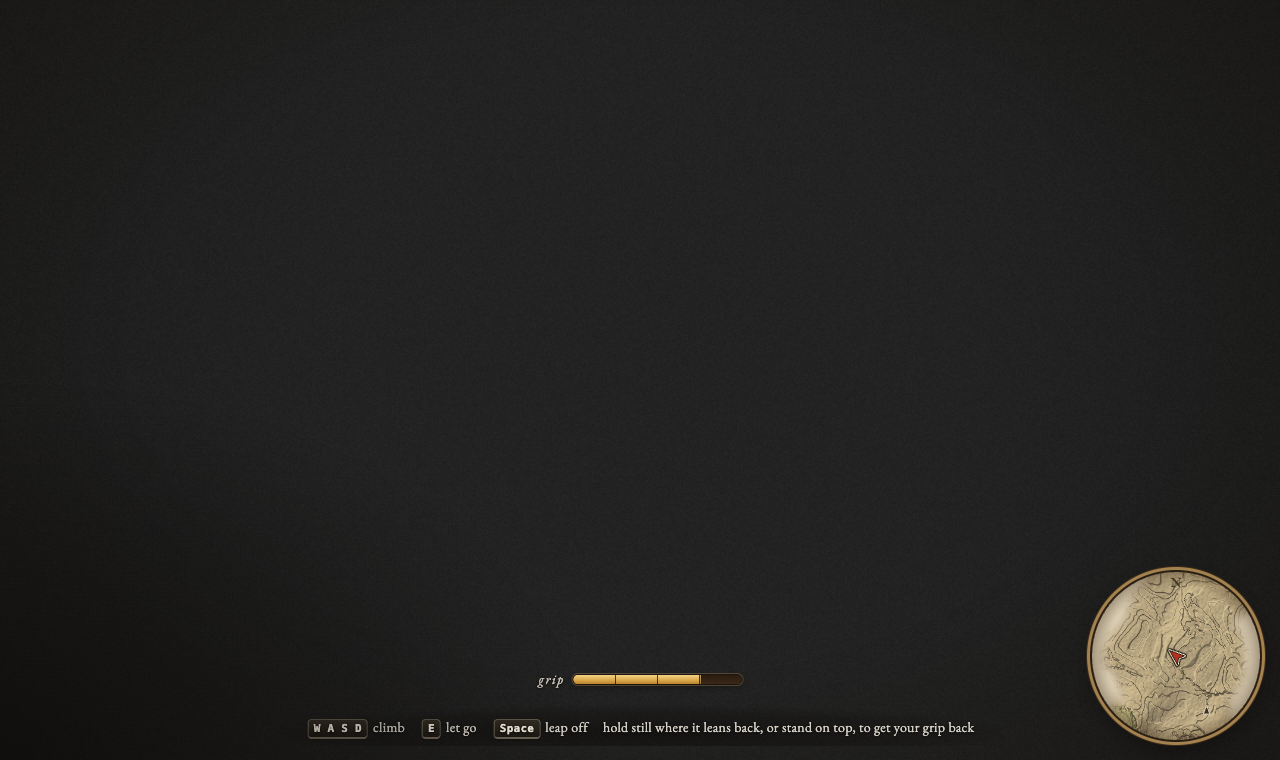 N
grip
W A S D climb E let go Space leap off hold still where it leans back, or stand on top, to get your grip back